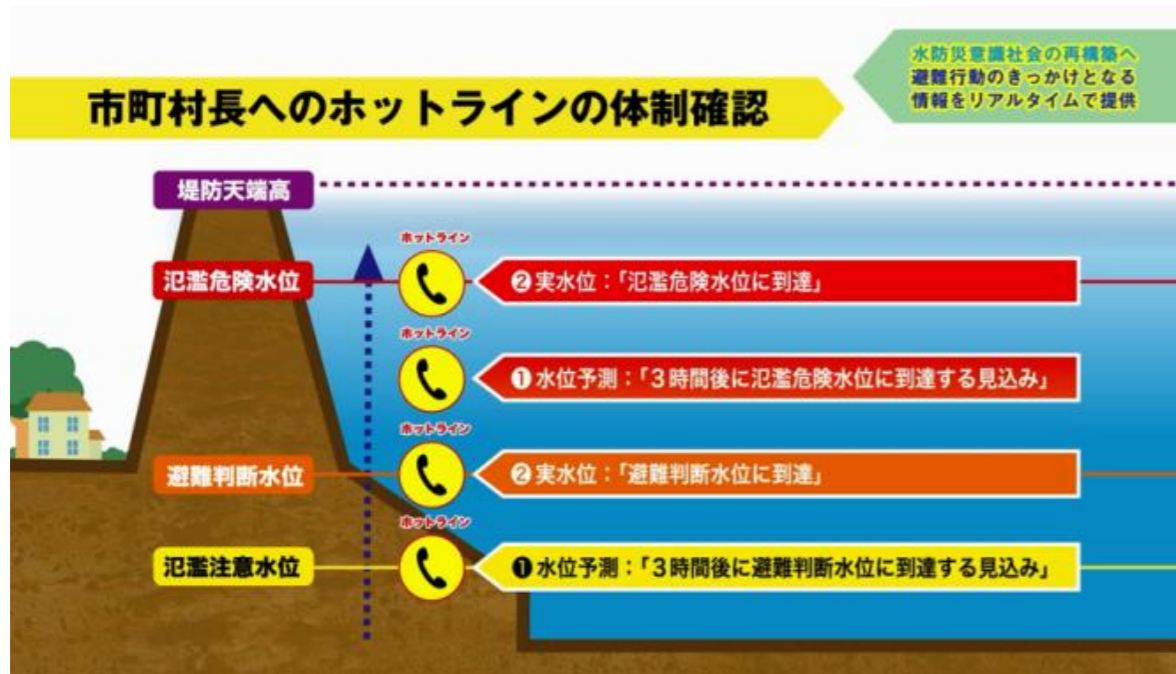 水防災意識社会の再構築へ
避難行動のきっかけとなる
情報をリアルタイムで提供
市町村長へのホットラインの体制確認
堤防天端高
ホットライン
氾濫危険水位
❷実水位：「氾濫危険水位に到達」
ホットライン
❶水位予測：「３時間後に氾濫危険水位に到達する見込み」
ホットライン
避難判断水位
❷実水位：「避難判断水位に到達」
ホットライン
氾濫注意水位
❶水位予測：「３時間後に避難判断水位に到達する見込み」